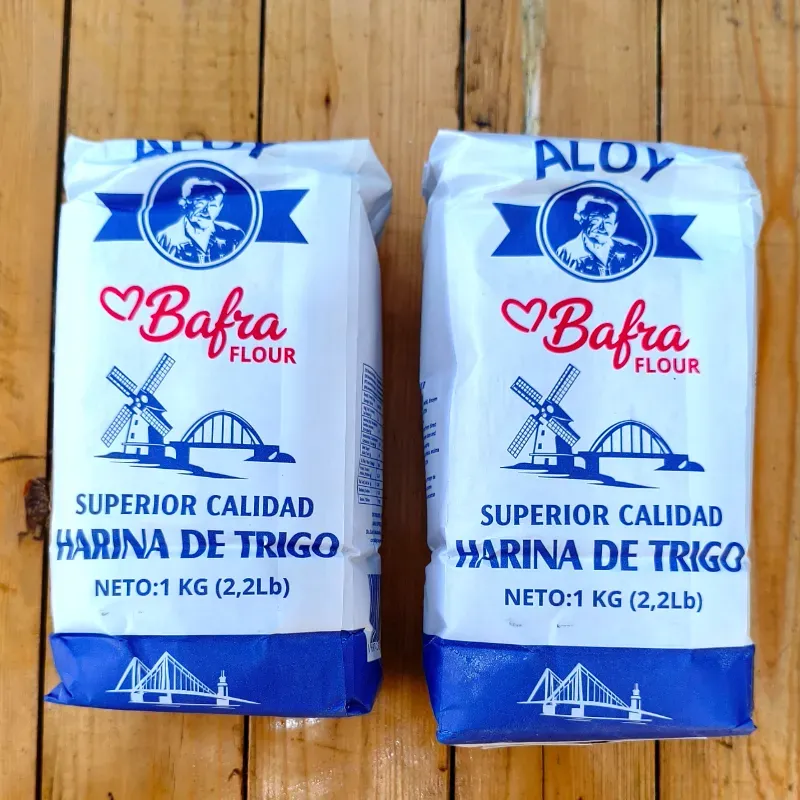 ALOY
Bafra
FLOUR
SUPERIOR CALIDAD
HARINA DE TRIGO
NETO:1 KG (2,2Lb)
ALOY
Bafra
FLOUR
SUPERIOR CALIDAD
HARINA DE TRIGO
NETO:1 KG (2,2Lb)